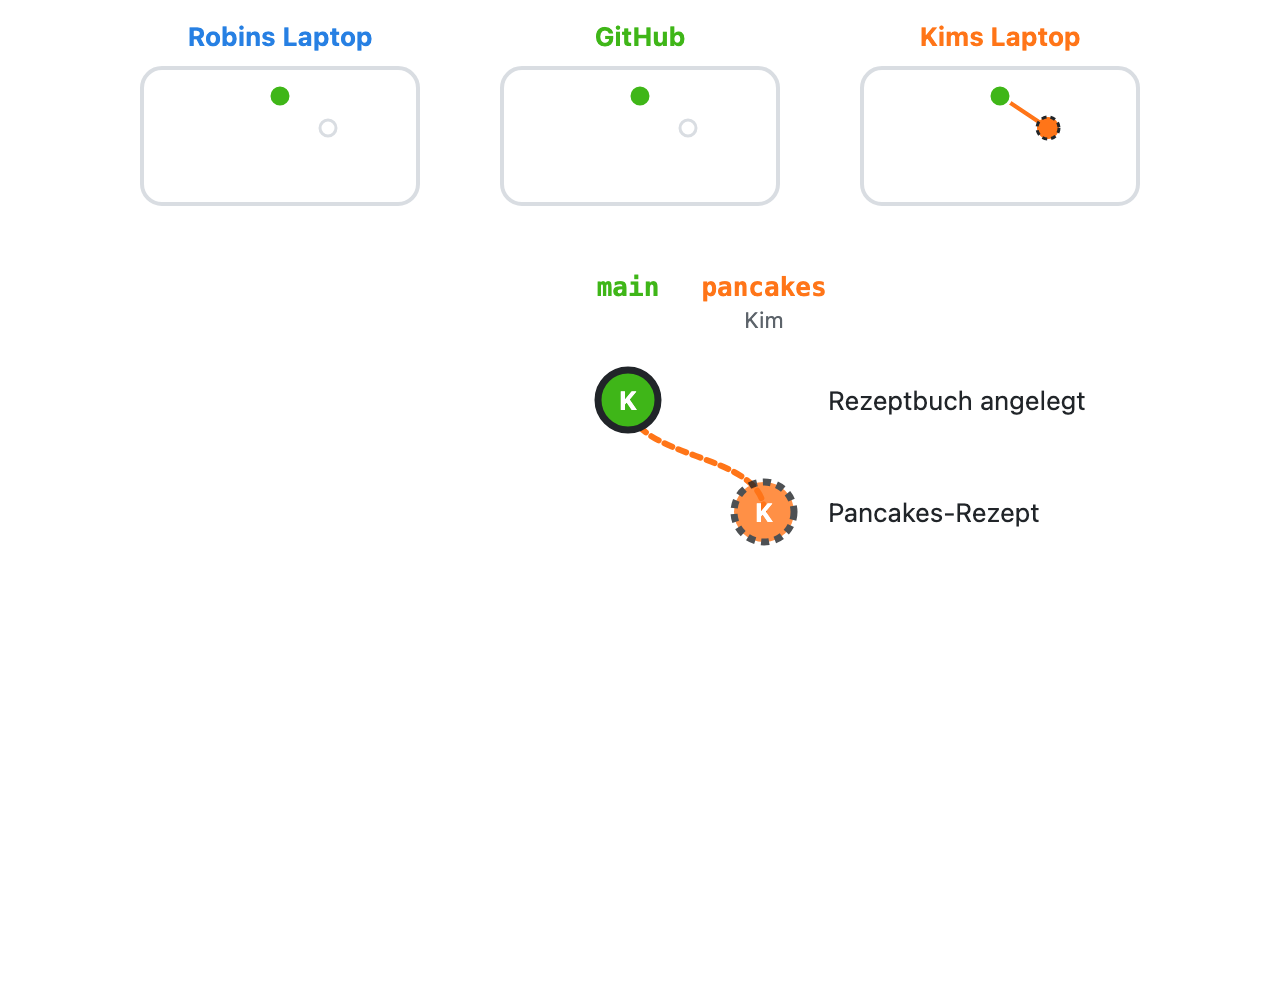 Robins Laptop
GitHub
Kims Laptop
main
pancakes
Kim
K
Rezeptbuch angelegt
K
Pancakes-Rezept